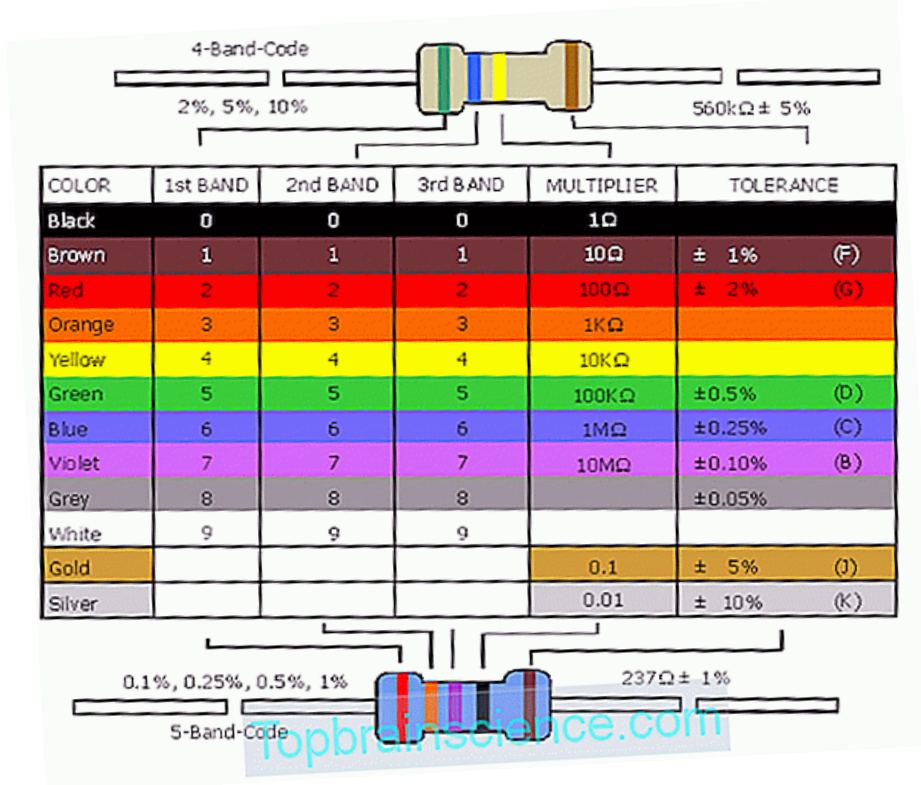 4-Band-Code
2%, 5%, 10%
560kΩ ± 5%
COLOR 1st BAND 2nd BAND 3rd BAND MULTIPLIER TOLERANCE
Black 0 0 0 1Ω
Brown 1 1 1 10Ω ± 1% (F)
Red 2 2 2 100Ω ± 2% (G)
Orange 3 3 3 1KΩ
Yellow 4 4 4 10KΩ
Green 5 5 5 100KΩ ±0.5% (D)
Blue 6 6 6 1MΩ ±0.25% (C)
Violet 7 7 7 10MΩ ±0.10% (B)
Grey 8 8 8 ±0.05%
White 9 9 9
Gold 0.1 ± 5% (J)
Silver 0.01 ± 10% (K)
0.1%, 0.25%, 0.5%, 1%
237Ω ± 1%
5-Band-Code
Topbrainscience.com